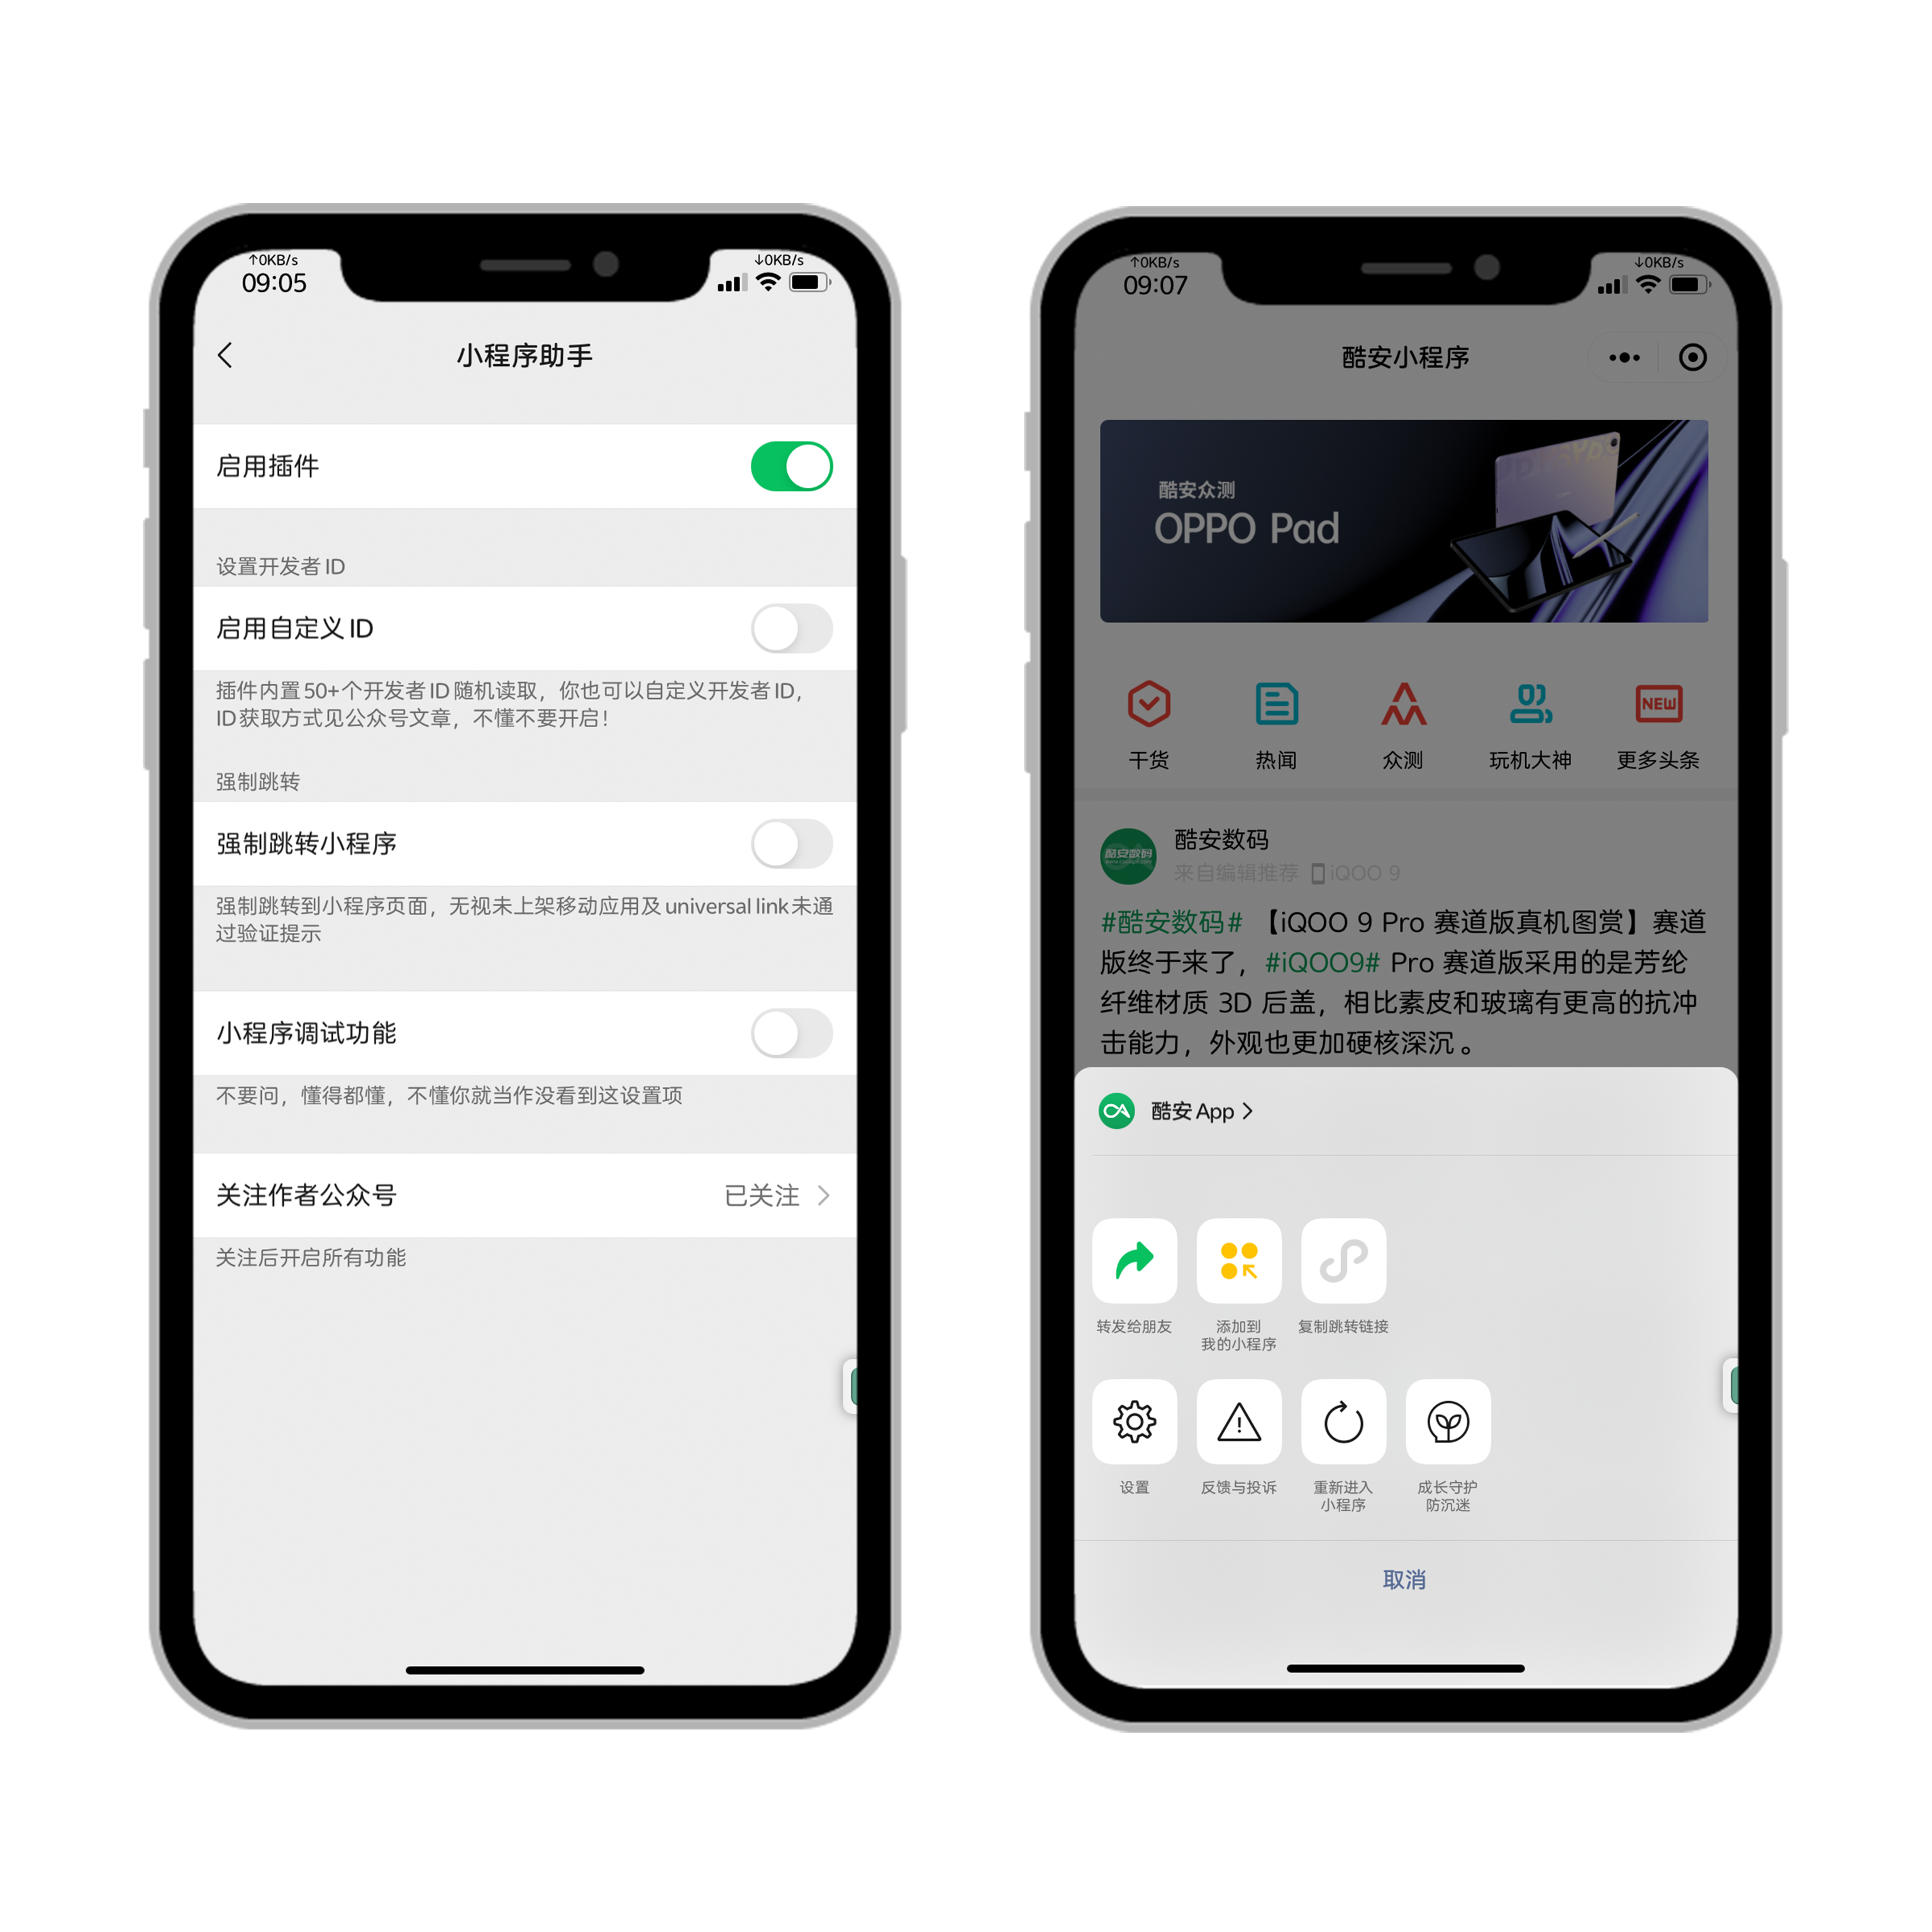 ↑0KB/s
09:05
↓0KB/s
小程序助手
启用插件
设置开发者 ID
启用自定义 ID
插件内置 50+个开发者 ID 随机读取，你也可以自定义开发者 ID，
ID 获取方式见公众号文章，不懂不要开启！
强制跳转
强制跳转小程序
强制跳转到小程序页面，无视未上架移动应用及 universal link 未通
过验证提示
小程序调试功能
不要问，懂得都懂，不懂你就当作没看到这设置项
关注作者公众号
已关注
关注后开启所有功能
↑0KB/s
09:07
↓0KB/s
酷安小程序
酷安众测
OPPO Pad
干货
热闻
众测
玩机大神
NEW
更多头条
酷安数码
酷安数码
来自编辑推荐 iQOO 9
#酷安数码# 【iQOO 9 Pro 赛道版真机图赏】赛道
版终于来了，#iQOO9# Pro 赛道版采用的是芳纶
纤维材质 3D 后盖，相比素皮和玻璃有更高的抗冲
击能力，外观也更加硬核深沉。
酷安 App
转发给朋友
添加到
我的小程序
复制跳转链接
设置
反馈与投诉
重新进入
小程序
成长守护
防沉迷
取消